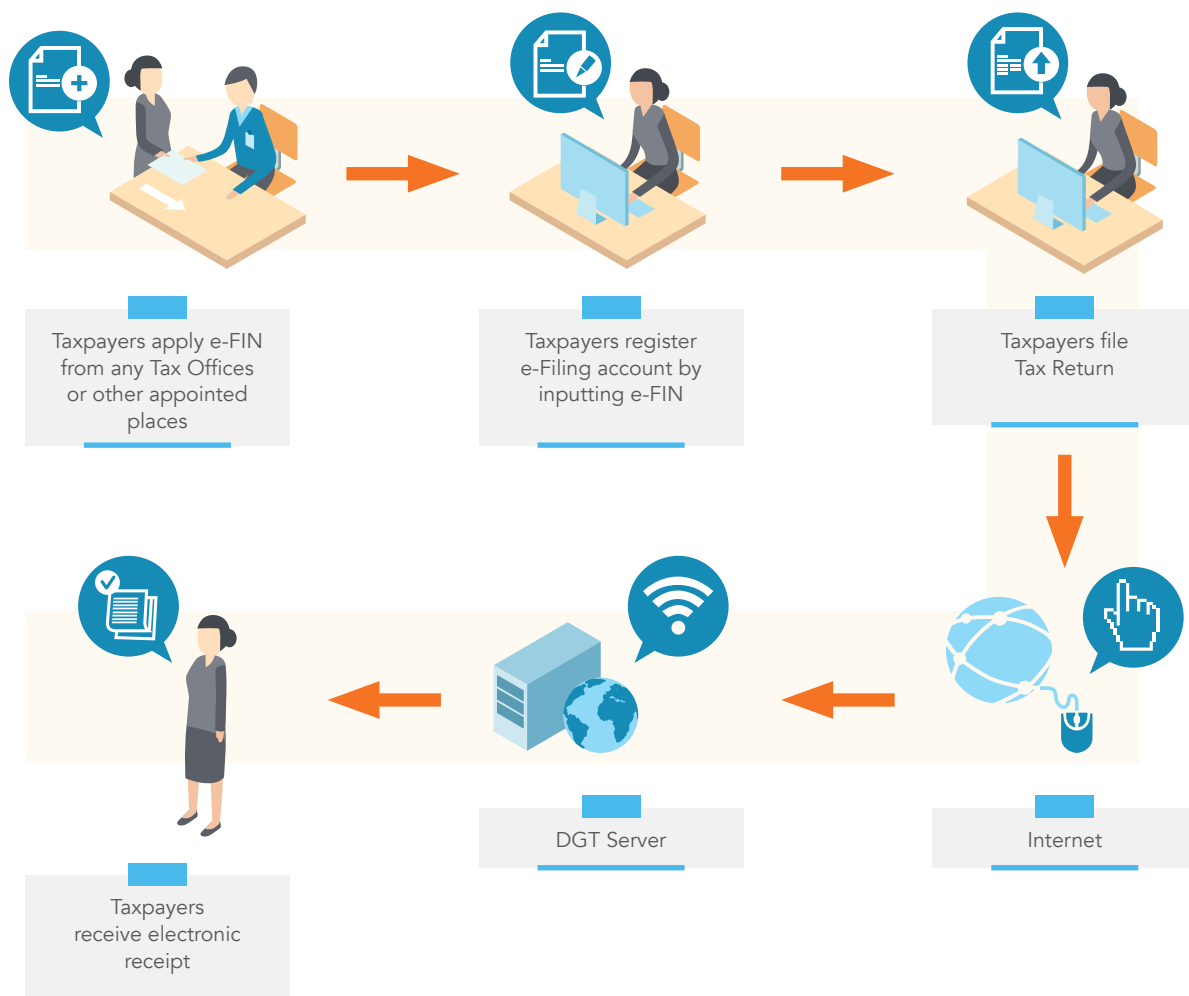 Taxpayers apply e-FIN
from any Tax Offices
or other appointed
places
Taxpayers register
e-Filing account by
inputting e-FIN
Taxpayers file
Tax Return
Internet
DGT Server
Taxpayers
receive electronic
receipt